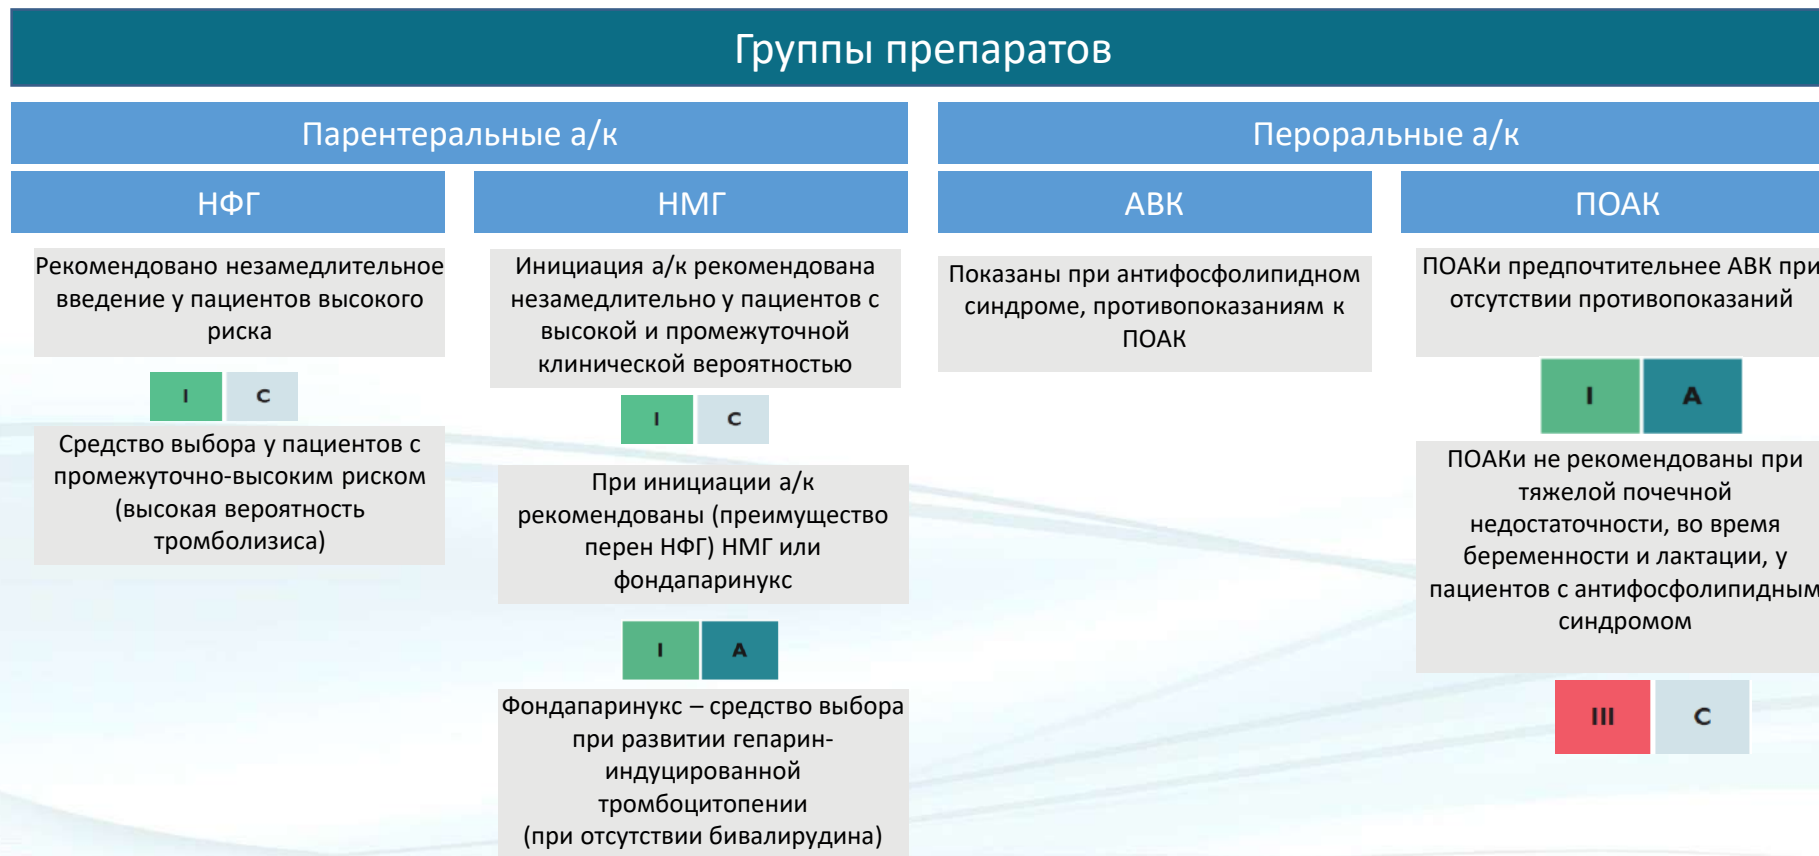 Группы препаратов
Парентеральные а/к
Пероральные а/к
НФГ
НМГ
АВК
ПОАК
Рекомендовано незамедлительное
введение у пациентов высокого
риска
I C
Средство выбора у пациентов с
промежуточно-высоким риском
(высокая вероятность
тромболизиса)
Инициация а/к рекомендована
незамедлительно у пациентов с
высокой и промежуточной
клинической вероятностью
I C
При инициации а/к
рекомендованы (преимущество
перен НФГ) НМГ или
фондапаринукс
I A
Фондапаринукс – средство выбора
при развитии гепарин-
индуцированной
тромбоцитопении
(при отсутствии бивалирудина)
Показаны при антифосфолипидном
синдроме, противопоказаниям к
ПОАК
ПОАКи предпочтительнее АВК при
отсутствии противопоказаний
I A
ПОАКи не рекомендованы при
тяжелой почечной
недостаточности, во время
беременности и лактации, у
пациентов с антифосфолипидным
синдромом
III C